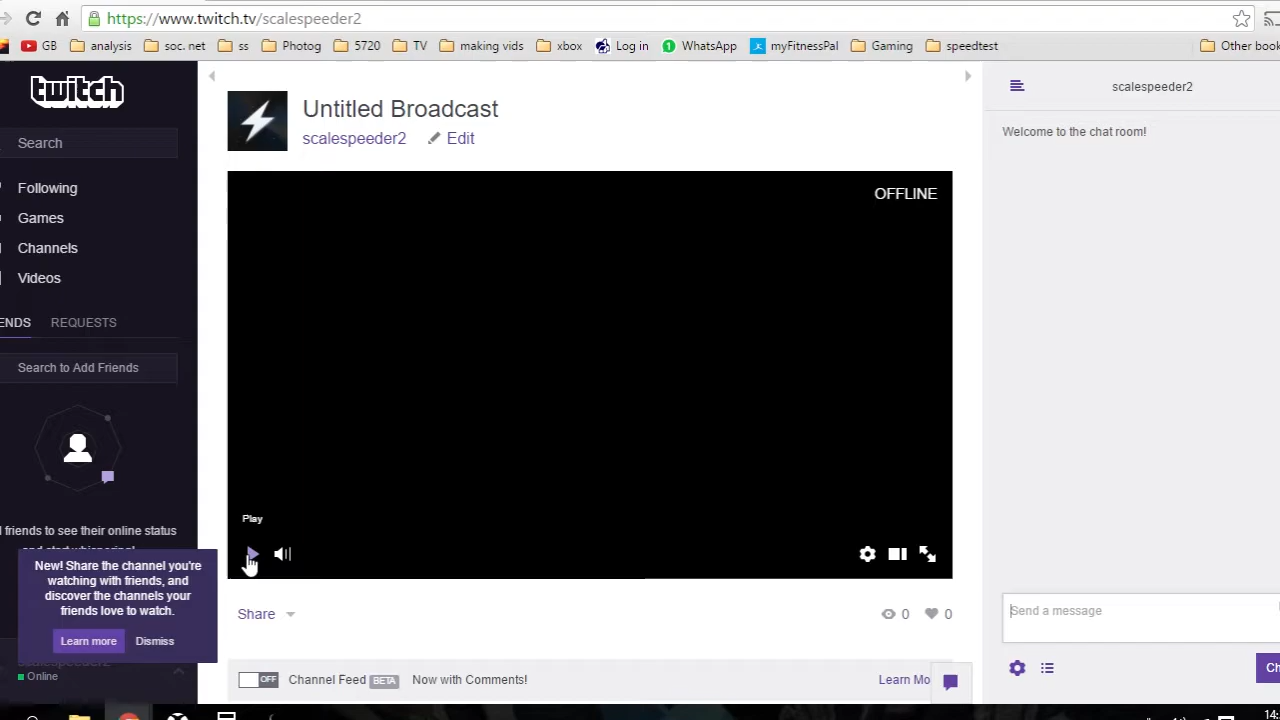 https://www.twitch.tv/scalespeeder2
GB analysis soc. net ss Photog 5720 TV making vids xbox Log in WhatsApp myFitnessPal Gaming speedtest Other book
twitch
Search
Following
Games
Channels
Videos
ENDS REQUESTS
Search to Add Friends
friends to see their online status
New! Share the channel you're
watching with friends, and
discover the channels your
friends love to watch.
Learn more Dismiss
Online
Untitled Broadcast
scalespeeder2 Edit
OFFLINE
Play
Share 0 0
OFF Channel Feed BETA Now with Comments! Learn Mo
scalespeeder2
Welcome to the chat room!
Send a message
Ch
14: